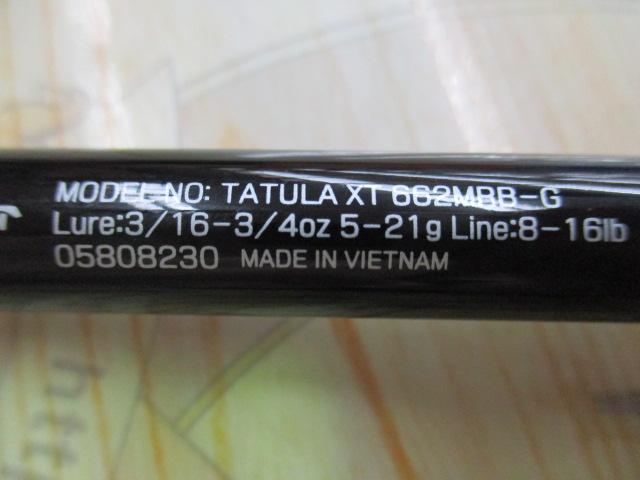 MODEL NO: TATULA XT 662MRB-G
Lure:3/16-3/4oz 5-21g Line:8-16lb
05808230 MADE IN VIETNAM